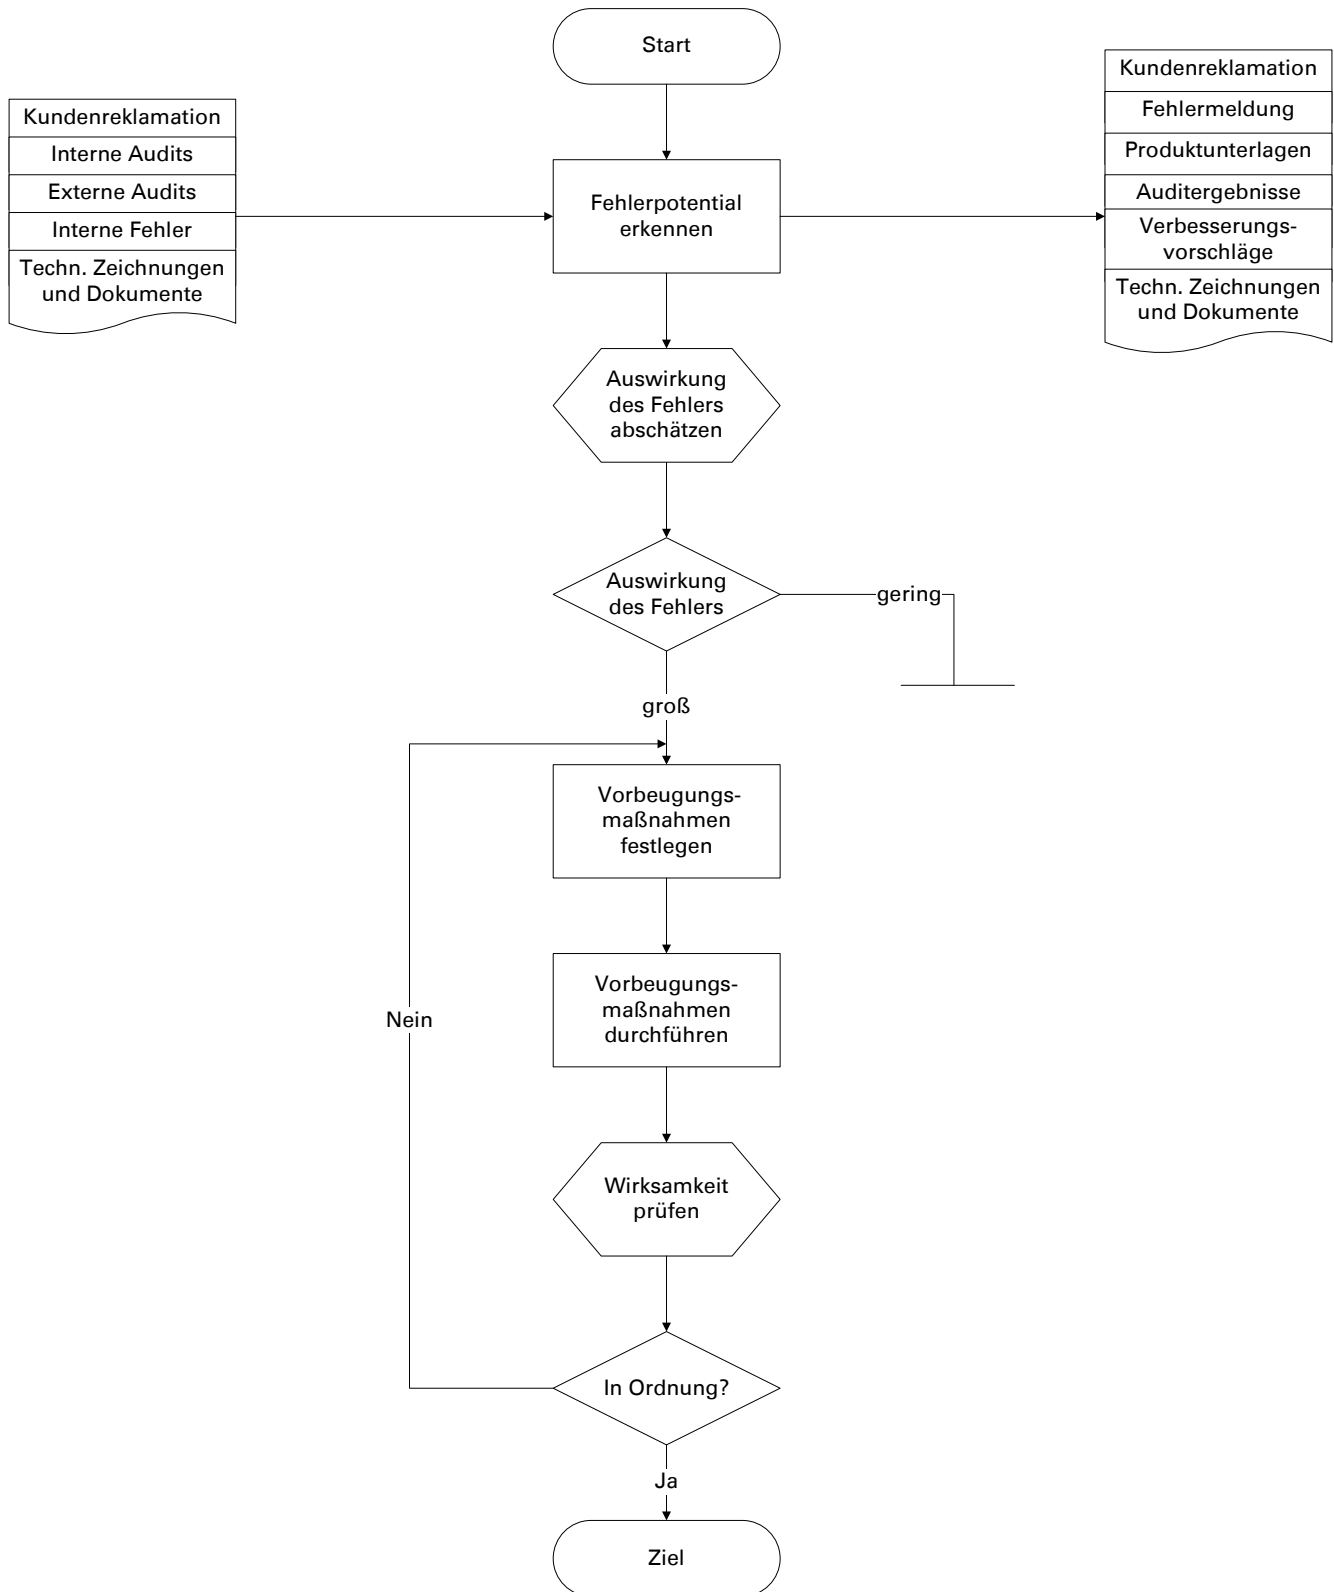 Start
Kundenreklamation
Interne Audits
Externe Audits
Interne Fehler
Techn. Zeichnungen
und Dokumente
Fehlerpotential
erkennen
Kundenreklamation
Fehlermeldung
Produktunterlagen
Auditergebnisse
Verbesserungs-
vorschläge
Techn. Zeichnungen
und Dokumente
Auswirkung
des Fehlers
abschätzen
Auswirkung
des Fehlers
gering
groß
Vorbeugungs-
maßnahmen
festlegen
Vorbeugungs-
maßnahmen
durchführen
Nein
Wirksamkeit
prüfen
In Ordnung?
Ja
Ziel